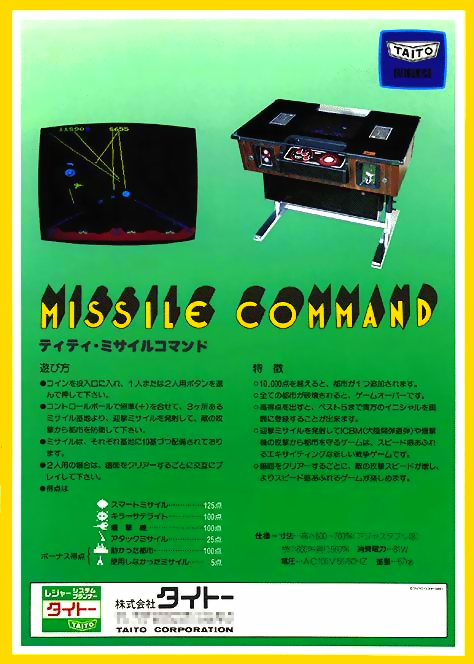 TAITO
11590 5655
MISSILE COMMAND
ティティ・ミサイルコマンド
遊び方
●コインを投入口に入れ、1人または2人用ボタンを選
んで押して下さい。
●コントロールボールで照準(+)を合せて、3ヶ所ある
ミサイル基地より、迎撃ミサイルを発射して、敵の攻
撃から都市を防衛して下さい。
●ミサイルは、それぞれ基地に10基づつ配備されており
ます。
●2人用の場合は、画面をクリアーするごとに交互にプ
レイして下さい。
●得点は
スマートミサイル 125点
キラーサテライト 100点
爆撃機 100点
アタックミサイル 25点
ボーナス得点 助かった都市 100点
使用しなかったミサイル 5点
特徴
○10,000点を越えると、都市が1つ追加されます。
○全ての都市が破壊されると、ゲームオーバーです。
○高得点を出すと、ベスト5まで貴方のイニシャルを画
面に登録することが出来ます。
○迎撃ミサイルを発射してICBM(大陸間弾道弾)や爆撃
機の攻撃から都市を守るゲームは、スピード感あふれ
るエキサイティングな新しい戦争ゲームです。
○画面をクリアーするごとに、敵の攻撃スピードが増し、
よりスピード感あふれるゲームが楽しめます。
仕様 寸法
消費電力
電圧 重量
レジャーシステムプランナー
タイトー
TAITO
株式会社タイトー
TAITO CORPORATION